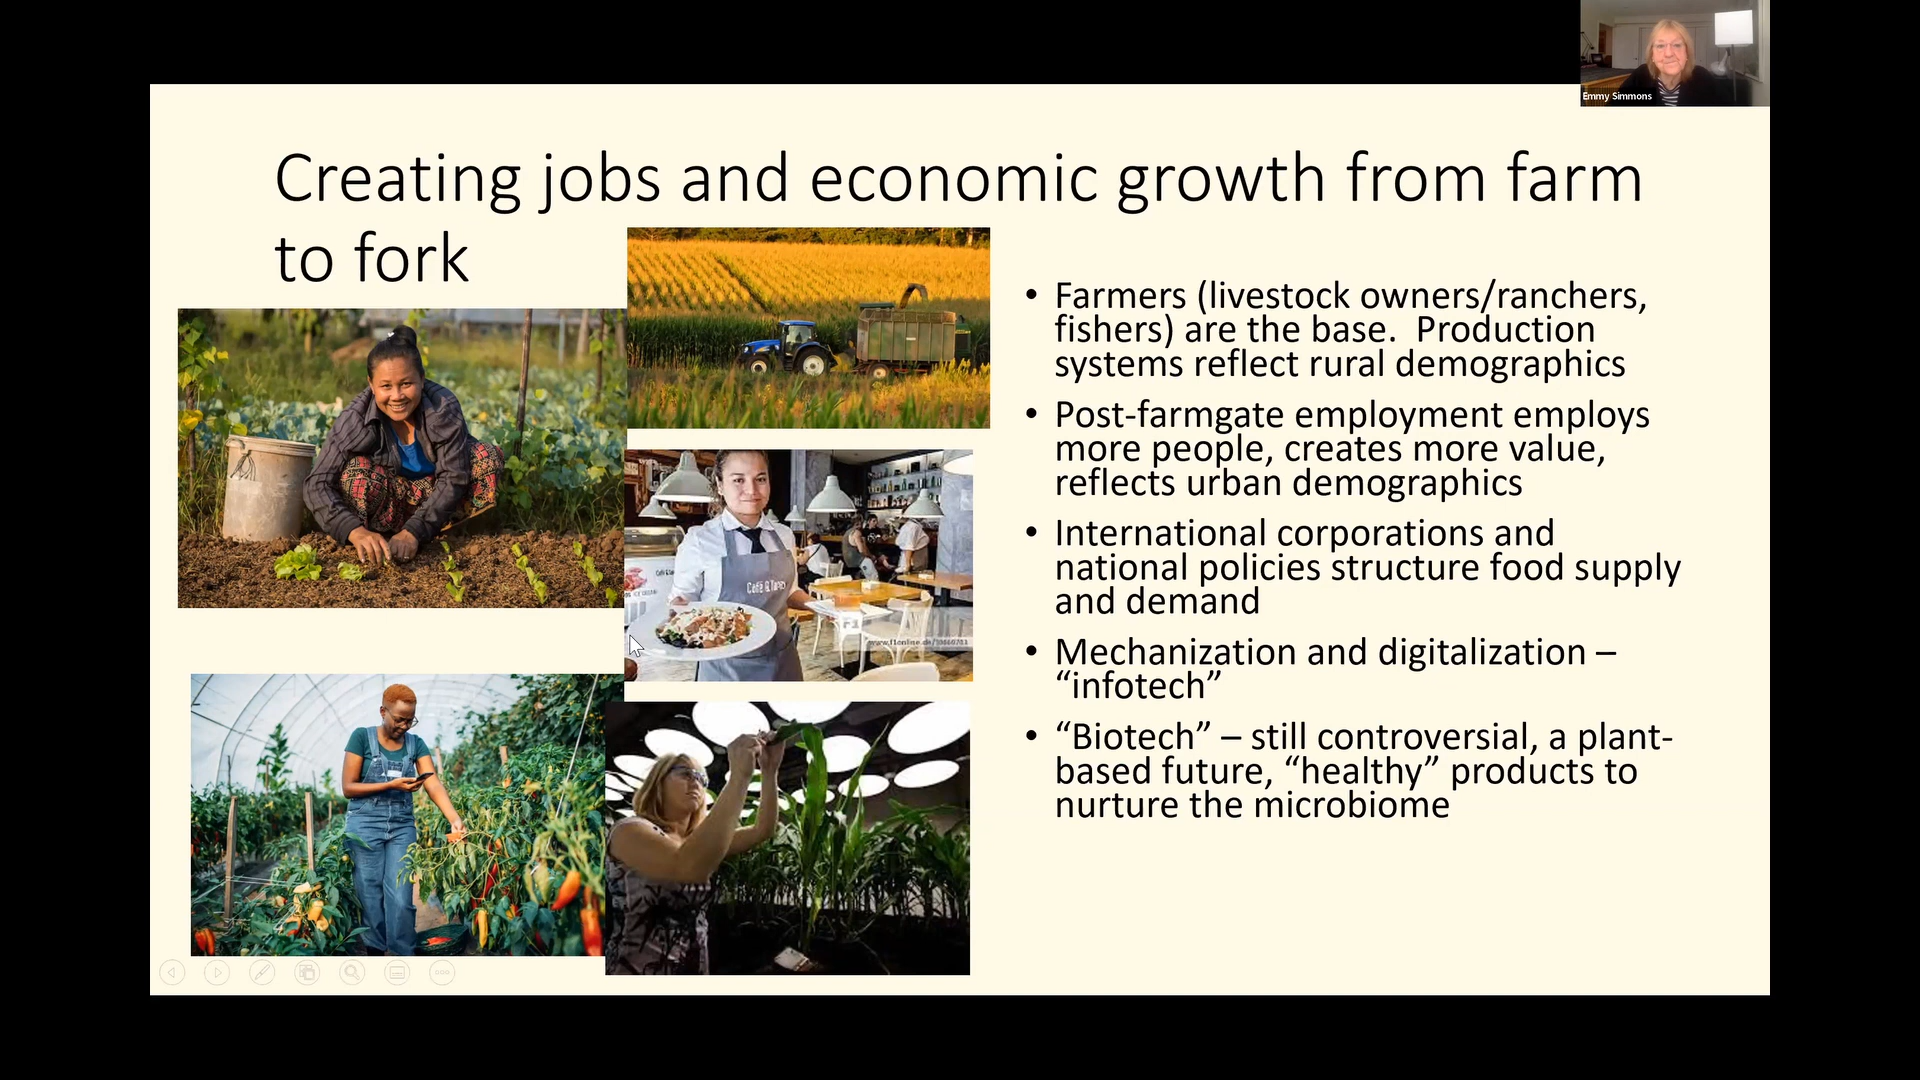 Emmy Simmons
Creating jobs and economic growth from farm
to fork
• Farmers (livestock owners/ranchers,
fishers) are the base.  Production
systems reflect rural demographics
• Post-farmgate employment employs
more people, creates more value,
reflects urban demographics
• International corporations and
national policies structure food supply
and demand
• Mechanization and digitalization –
“infotech”
• “Biotech” – still controversial, a plant-
based future, “healthy” products to
nurture the microbiome